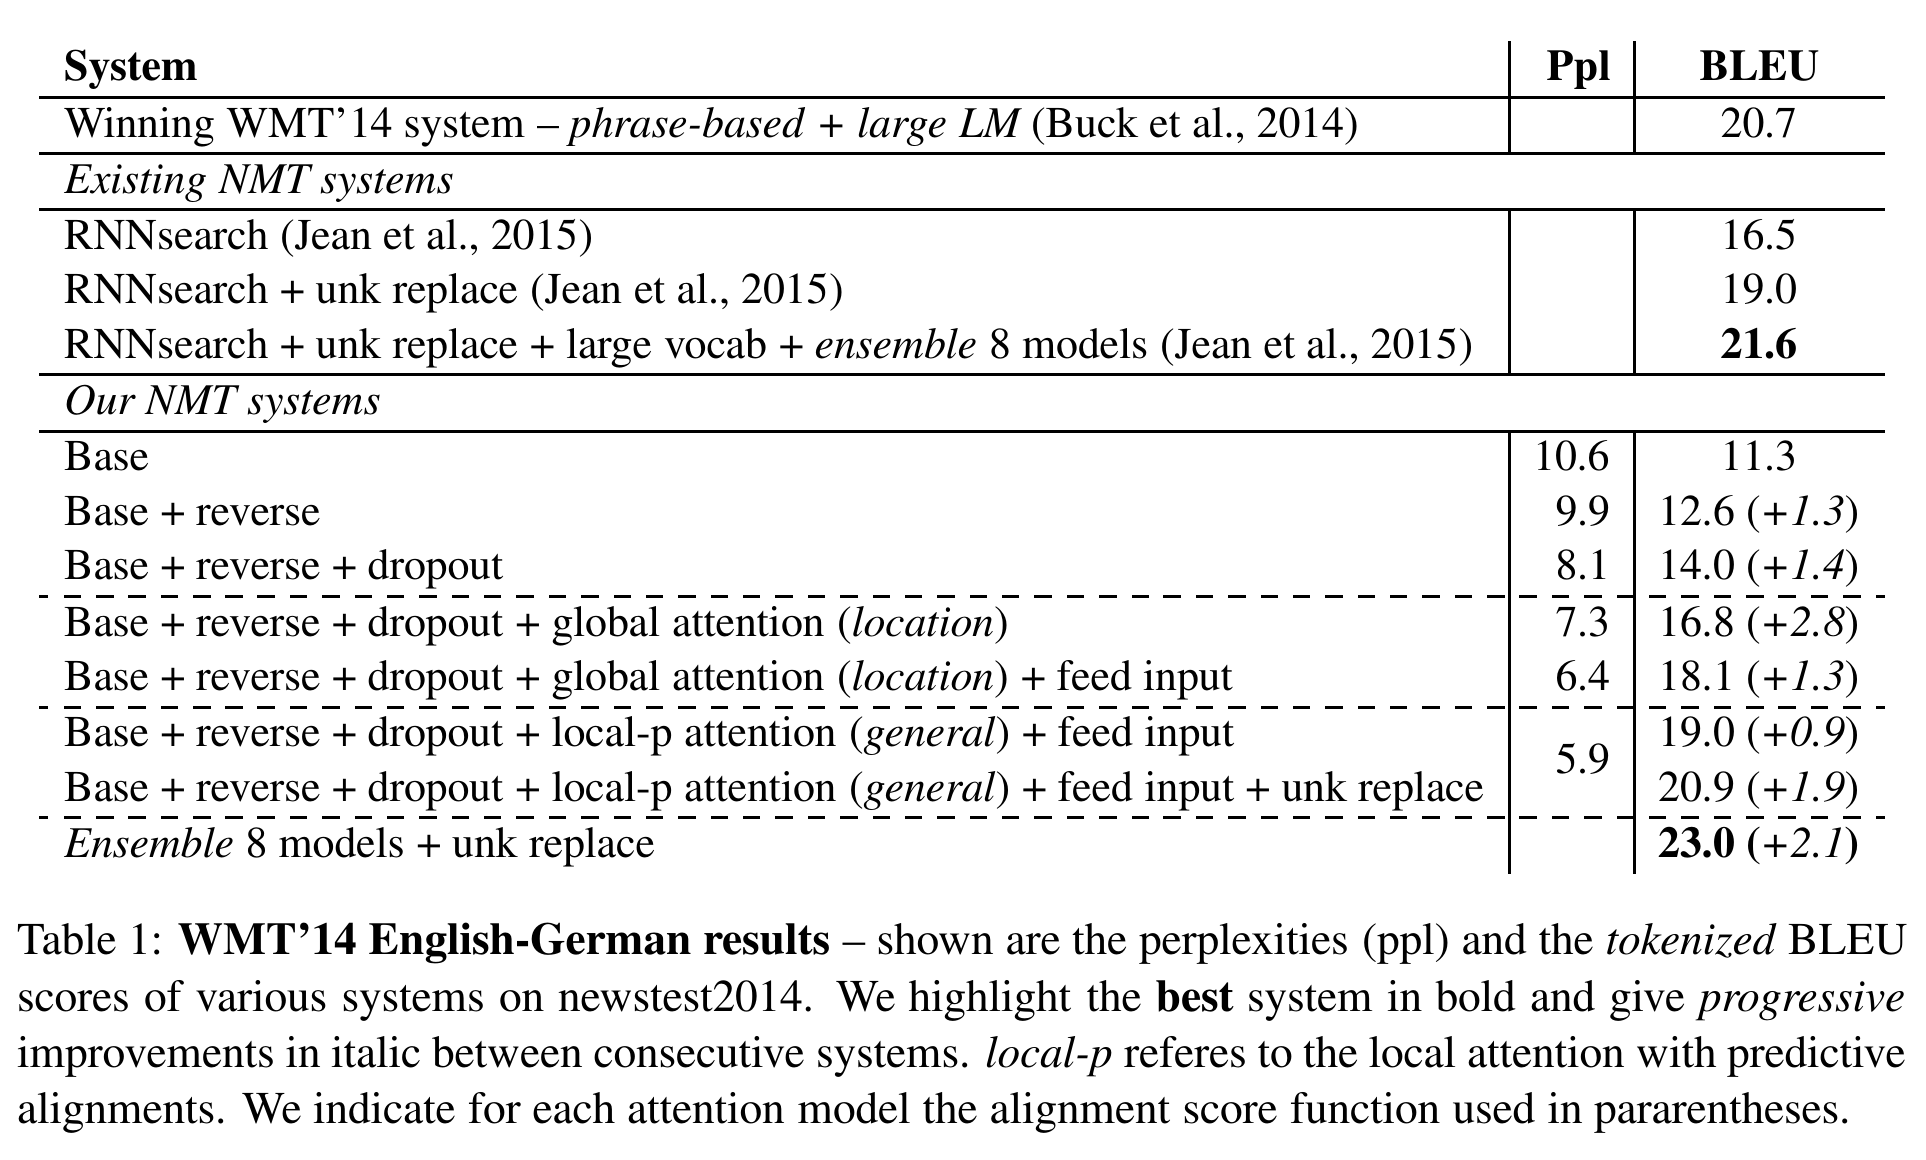 System Ppl BLEU
Winning WMT'14 system – phrase-based + large LM (Buck et al., 2014) 20.7
Existing NMT systems
RNNsearch (Jean et al., 2015) 16.5
RNNsearch + unk replace (Jean et al., 2015) 19.0
RNNsearch + unk replace + large vocab + ensemble 8 models (Jean et al., 2015) 21.6
Our NMT systems
Base 10.6 11.3
Base + reverse 9.9 12.6 (+1.3)
Base + reverse + dropout 8.1 14.0 (+1.4)
Base + reverse + dropout + global attention (location) 7.3 16.8 (+2.8)
Base + reverse + dropout + global attention (location) + feed input 6.4 18.1 (+1.3)
Base + reverse + dropout + local-p attention (general) + feed input 5.9 19.0 (+0.9)
Base + reverse + dropout + local-p attention (general) + feed input + unk replace 20.9 (+1.9)
Ensemble 8 models + unk replace 23.0 (+2.1)
Table 1: WMT'14 English-German results – shown are the perplexities (ppl) and the tokenized BLEU
scores of various systems on newstest2014. We highlight the best system in bold and give progressive
improvements in italic between consecutive systems. local-p referes to the local attention with predictive
alignments. We indicate for each attention model the alignment score function used in pararentheses.